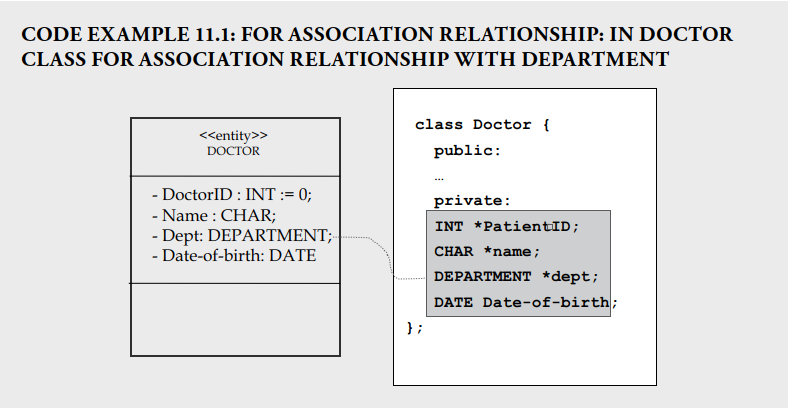 CODE EXAMPLE 11.1: FOR ASSOCIATION RELATIONSHIP: IN DOCTOR
CLASS FOR ASSOCIATION RELATIONSHIP WITH DEPARTMENT
<<entity>>
DOCTOR
- DoctorID : INT := 0;
- Name : CHAR;
- Dept: DEPARTMENT;
- Date-of-birth: DATE
class Doctor {
public:
…
private:
INT *PatientID;
CHAR *name;
DEPARTMENT *dept;
DATE Date-of-birth;
};